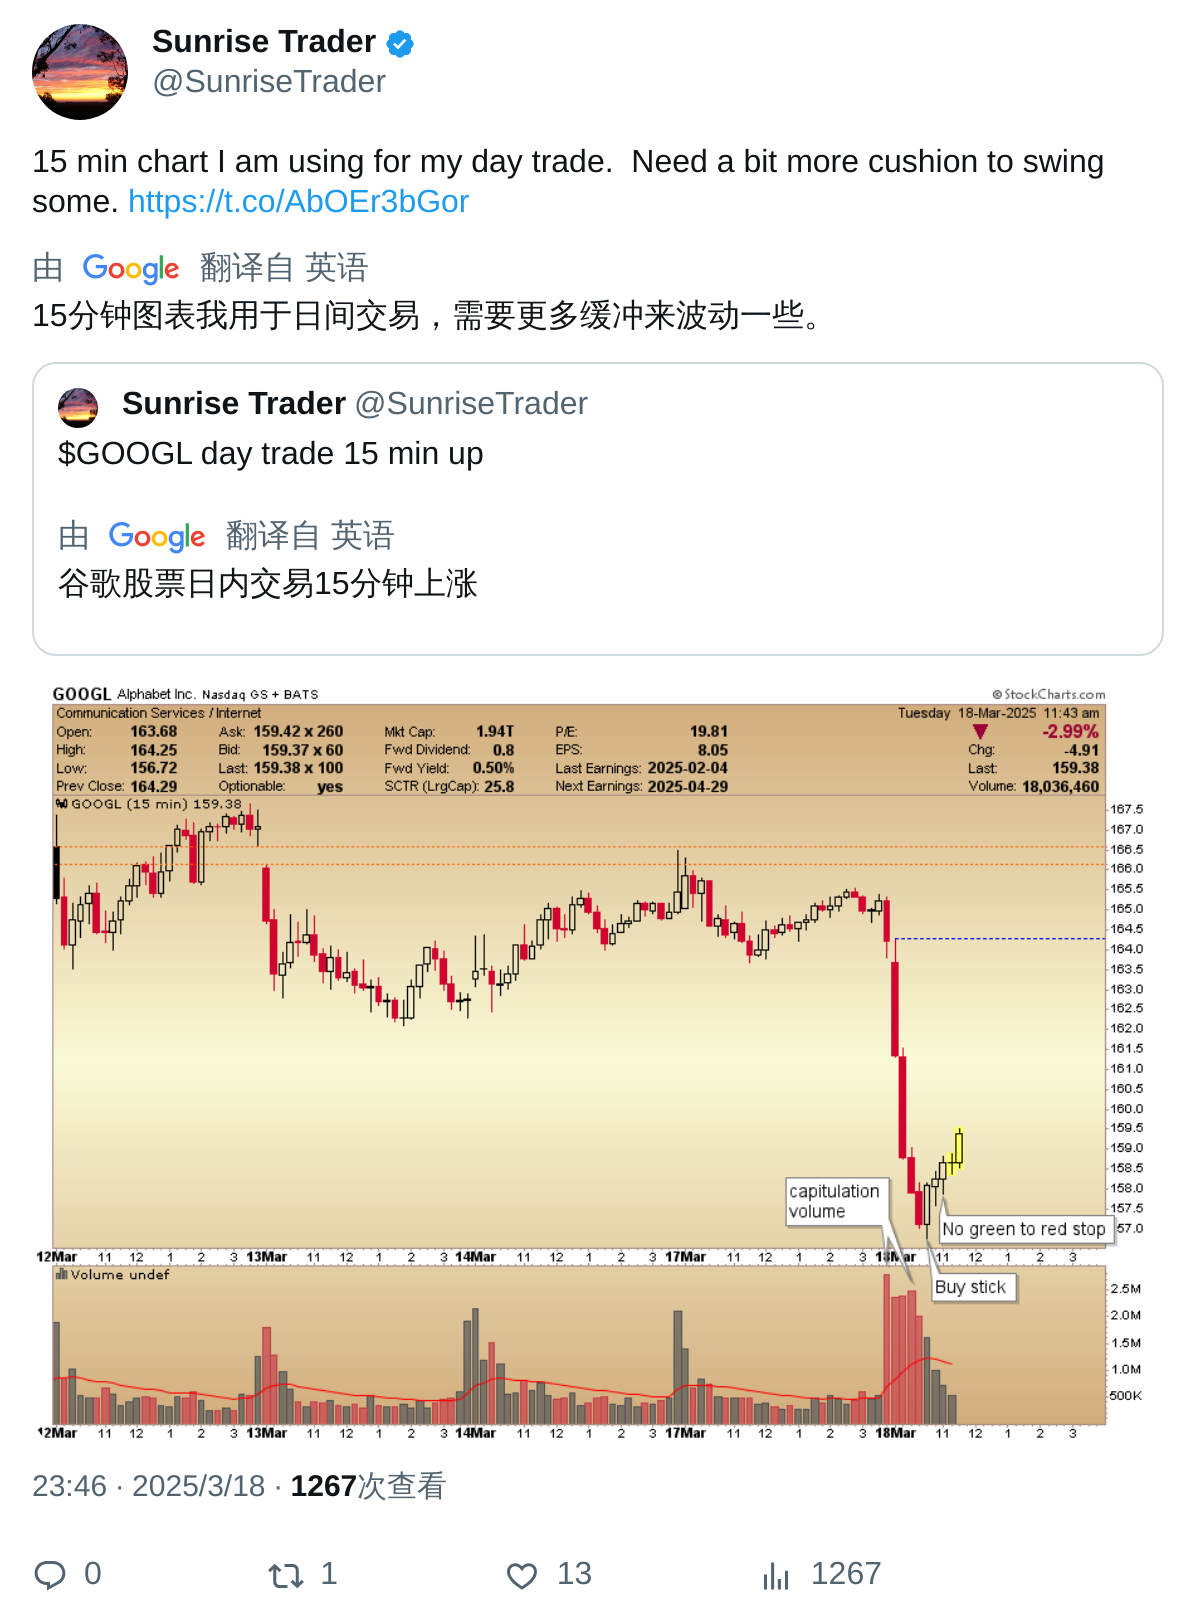 Sunrise Trader
@SunriseTrader
15 min chart I am using for my day trade.  Need a bit more cushion to swing
some. https://t.co/AbOEr3bGor
由 Google 翻译自 英语
15分钟图表我用于日间交易，需要更多缓冲来波动一些。
Sunrise Trader @SunriseTrader
$GOOGL day trade 15 min up
由 Google 翻译自 英语
谷歌股票日内交易15分钟上涨
GOOGL Alphabet Inc. Nasdaq GS + BATS © StockCharts.com
Communication Services / Internet Tuesday 18-Mar-2025 11:43 am
Open: 163.68 Ask: 159.42 x 260 Mkt Cap: 1.94T P/E: 19.81 -2.99%
High: 164.25 Bid: 159.37 x 60 Fwd Dividend: 0.8 EPS: 8.05 Chg: -4.91
Low: 156.72 Last: 159.38 x 100 Fwd Yield: 0.50% Last Earnings: 2025-02-04 Last: 159.38
Prev Close: 164.29 Optionable: yes SCTR (LrgCap): 25.8 Next Earnings: 2025-04-29 Volume: 18,036,460
GOOGL (15 min) 159.38
167.5
167.0
166.5
166.0
165.5
165.0
164.5
164.0
163.5
163.0
162.5
162.0
161.5
161.0
160.5
160.0
159.5
159.0
158.5
158.0
157.5
57.0
capitulation
volume
No green to red stop
12Mar 11 12 1 2 3 13Mar 11 12 1 2 3 14Mar 11 12 1 2 3 17Mar 11 12 1 2 3 18Mar 11 12 1 2 3
Volume undef
Buy stick
2.5M
2.0M
1.5M
1.0M
500K
12Mar 11 12 1 2 3 13Mar 11 12 1 2 3 14Mar 11 12 1 2 3 17Mar 11 12 1 2 3 18Mar 11 12 1 2 3
23:46 · 2025/3/18 · 1267次查看
0 1 13 1267